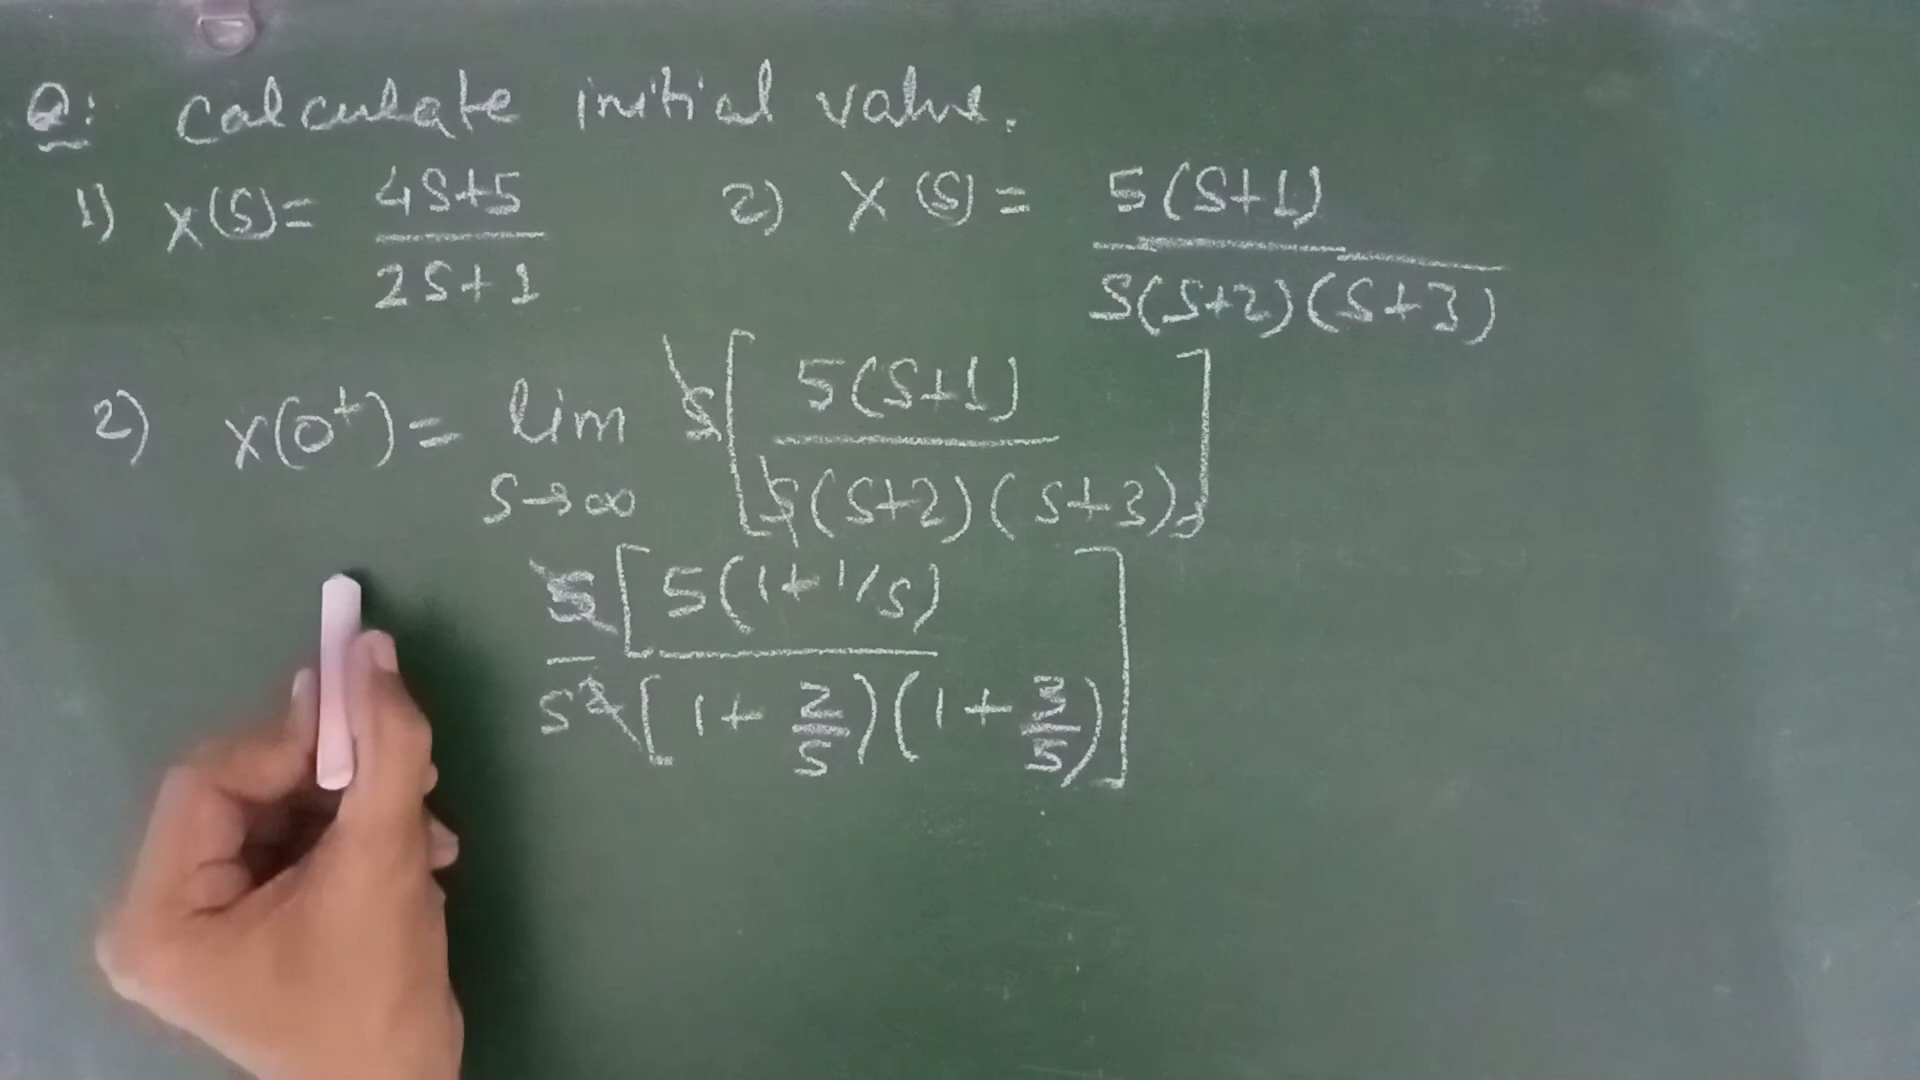 Q: calculate initial value.
1) X(S) = 4S+5 / 2S+1 2) X(S) = 5(S+1) / S(S+2)(S+3)
2) X(0⁺) = lim S→∞ S[5(S+1) / S(S+2)(S+3)]
S[5(1+1/S) / S²[1+2/S)(1+3/S)]